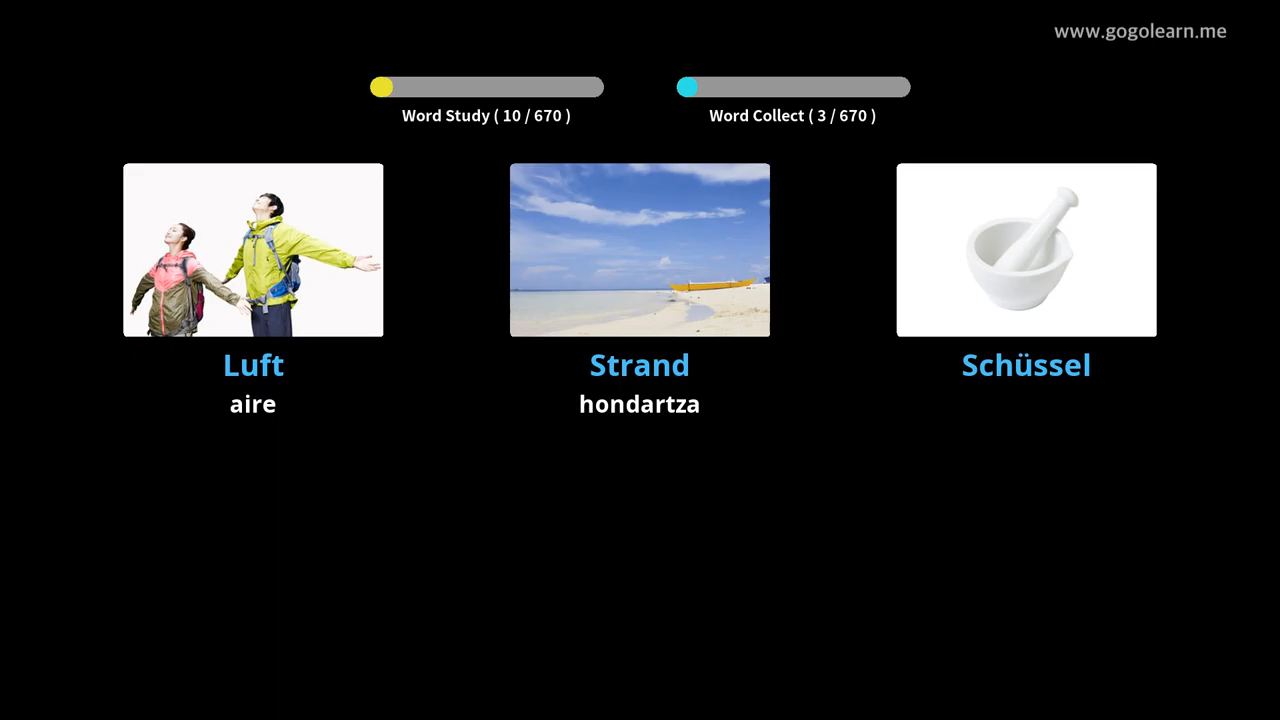 www.gogolearn.me
Word Study ( 10 / 670 )
Word Collect ( 3 / 670 )
Luft
Strand
Schüssel
aire
hondartza